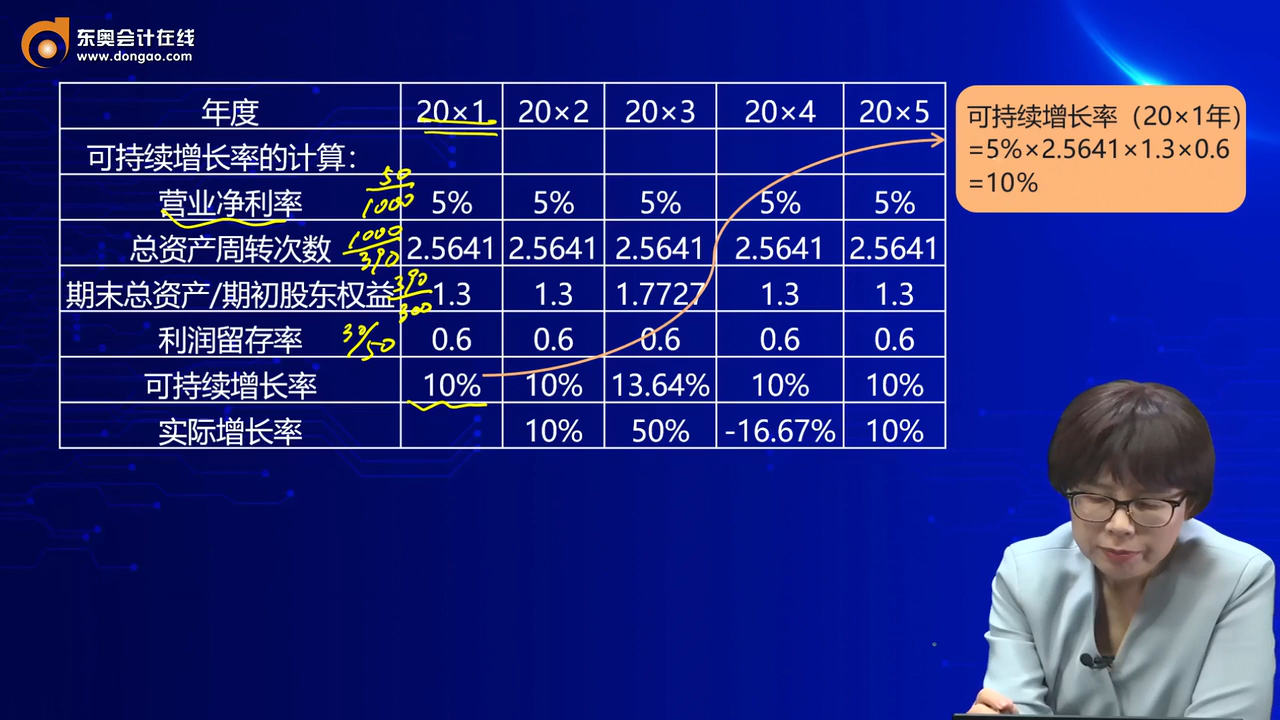 东奥会计在线
www.dongao.com
年度 20×1 20×2 20×3 20×4 20×5
可持续增长率的计算：
营业净利率 50/1000 5% 5% 5% 5% 5%
总资产周转次数 1000/390 2.5641 2.5641 2.5641 2.5641 2.5641
期末总资产/期初股东权益 390/300 1.3 1.3 1.7727 1.3 1.3
利润留存率 30/50 0.6 0.6 0.6 0.6 0.6
可持续增长率 10% 10% 13.64% 10% 10%
实际增长率 10% 50% -16.67% 10%
可持续增长率（20×1年）
=5%×2.5641×1.3×0.6
=10%